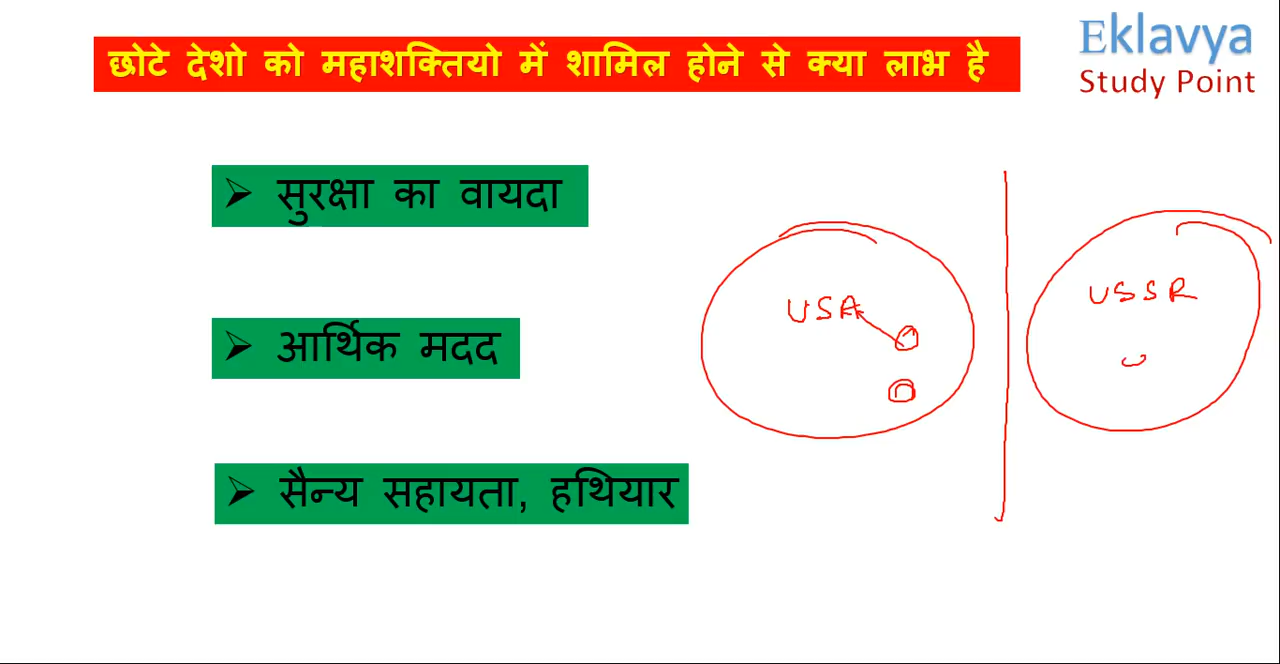 छोटे देशो को महाशक्तियो में शामिल होने से क्या लाभ है
Eklavya
Study Point
सुरक्षा का वायदा
आर्थिक मदद
सैन्य सहायता, हथियार
USA
USSR